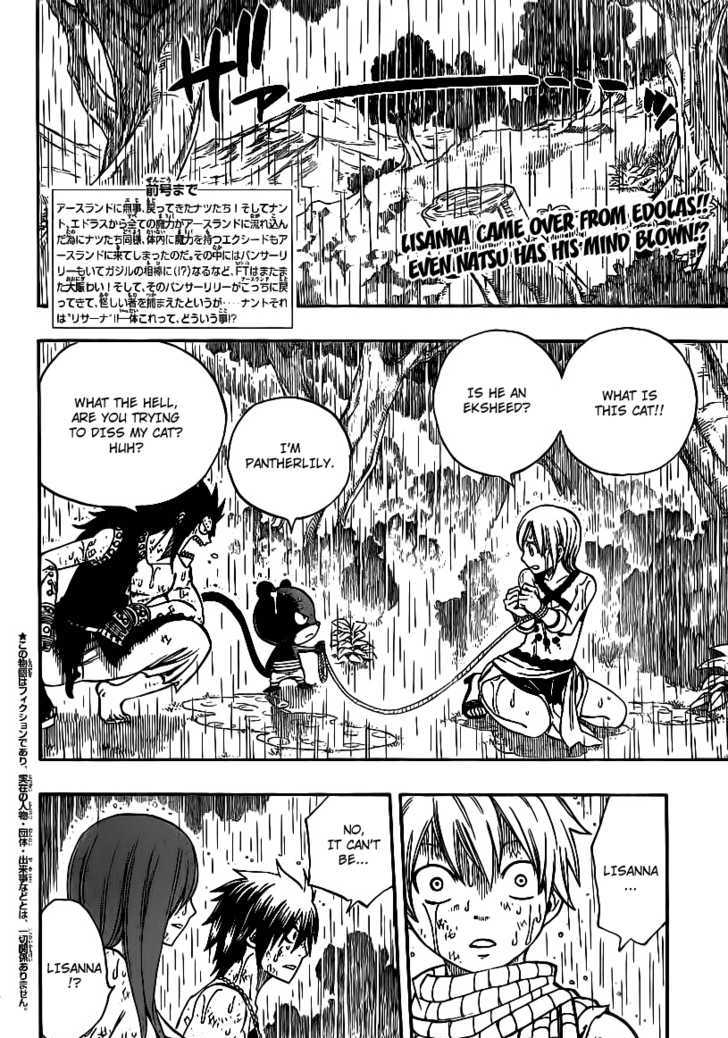 ザァーッ
前号まで
アースランドに無事、戻ってきたナツたち！そしてナン
ト、エドラスから全ての魔力がアースランドに流れ込ん
だ為にナツたち同様、体内に魔力を持つエクシードもア
ースランドに来てしまったのだ。その中にはパンサーリ
リーもいてガジルの相棒に（!?）なるなど、FTはまたま
た大賑わい！そして、そのパンサーリリーがこっちに戻っ
てきて、怪しい者を捕まえたというが‥‥ナントそれ
は“リサーナ”!!一体これって、どういう事!?
LISANNA CAME OVER FROM EDOLAS!!
EVEN NATSU HAS HIS MIND BLOWN!?
WHAT IS
THIS CAT!!
IS HE AN
EKSHEED?
I'M
PANTHERLILY.
WHAT THE HELL,
ARE YOU TRYING
TO DISS MY CAT?
HUH?
★この物語はフィクションであり、実在の人物・団体・出来事などとは、一切関係ありません。
LISANNA
...
NO,
IT CAN'T
BE...
LISANNA
!?